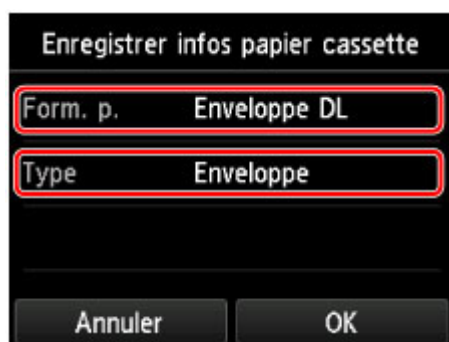 Enregistrer infos papier cassette
Form. p. Enveloppe DL
Type Enveloppe
Annuler OK